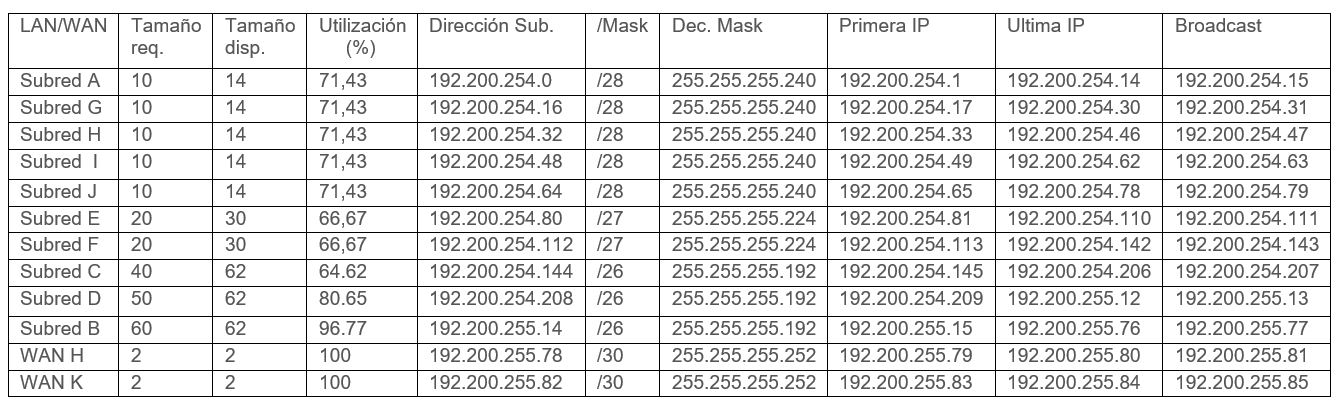 LAN/WAN Tamaño req. Tamaño disp. Utilización (%) Dirección Sub. /Mask Dec. Mask Primera IP Ultima IP Broadcast
Subred A 10 14 71,43 192.200.254.0 /28 255.255.255.240 192.200.254.1 192.200.254.14 192.200.254.15
Subred G 10 14 71,43 192.200.254.16 /28 255.255.255.240 192.200.254.17 192.200.254.30 192.200.254.31
Subred H 10 14 71,43 192.200.254.32 /28 255.255.255.240 192.200.254.33 192.200.254.46 192.200.254.47
Subred I 10 14 71,43 192.200.254.48 /28 255.255.255.240 192.200.254.49 192.200.254.62 192.200.254.63
Subred J 10 14 71,43 192.200.254.64 /28 255.255.255.240 192.200.254.65 192.200.254.78 192.200.254.79
Subred E 20 30 66,67 192.200.254.80 /27 255.255.255.224 192.200.254.81 192.200.254.110 192.200.254.111
Subred F 20 30 66,67 192.200.254.112 /27 255.255.255.224 192.200.254.113 192.200.254.142 192.200.254.143
Subred C 40 62 64.62 192.200.254.144 /26 255.255.255.192 192.200.254.145 192.200.254.206 192.200.254.207
Subred D 50 62 80.65 192.200.254.208 /26 255.255.255.192 192.200.254.209 192.200.255.12 192.200.255.13
Subred B 60 62 96.77 192.200.255.14 /26 255.255.255.192 192.200.255.15 192.200.255.76 192.200.255.77
WAN H 2 2 100 192.200.255.78 /30 255.255.255.252 192.200.255.79 192.200.255.80 192.200.255.81
WAN K 2 2 100 192.200.255.82 /30 255.255.255.252 192.200.255.83 192.200.255.84 192.200.255.85